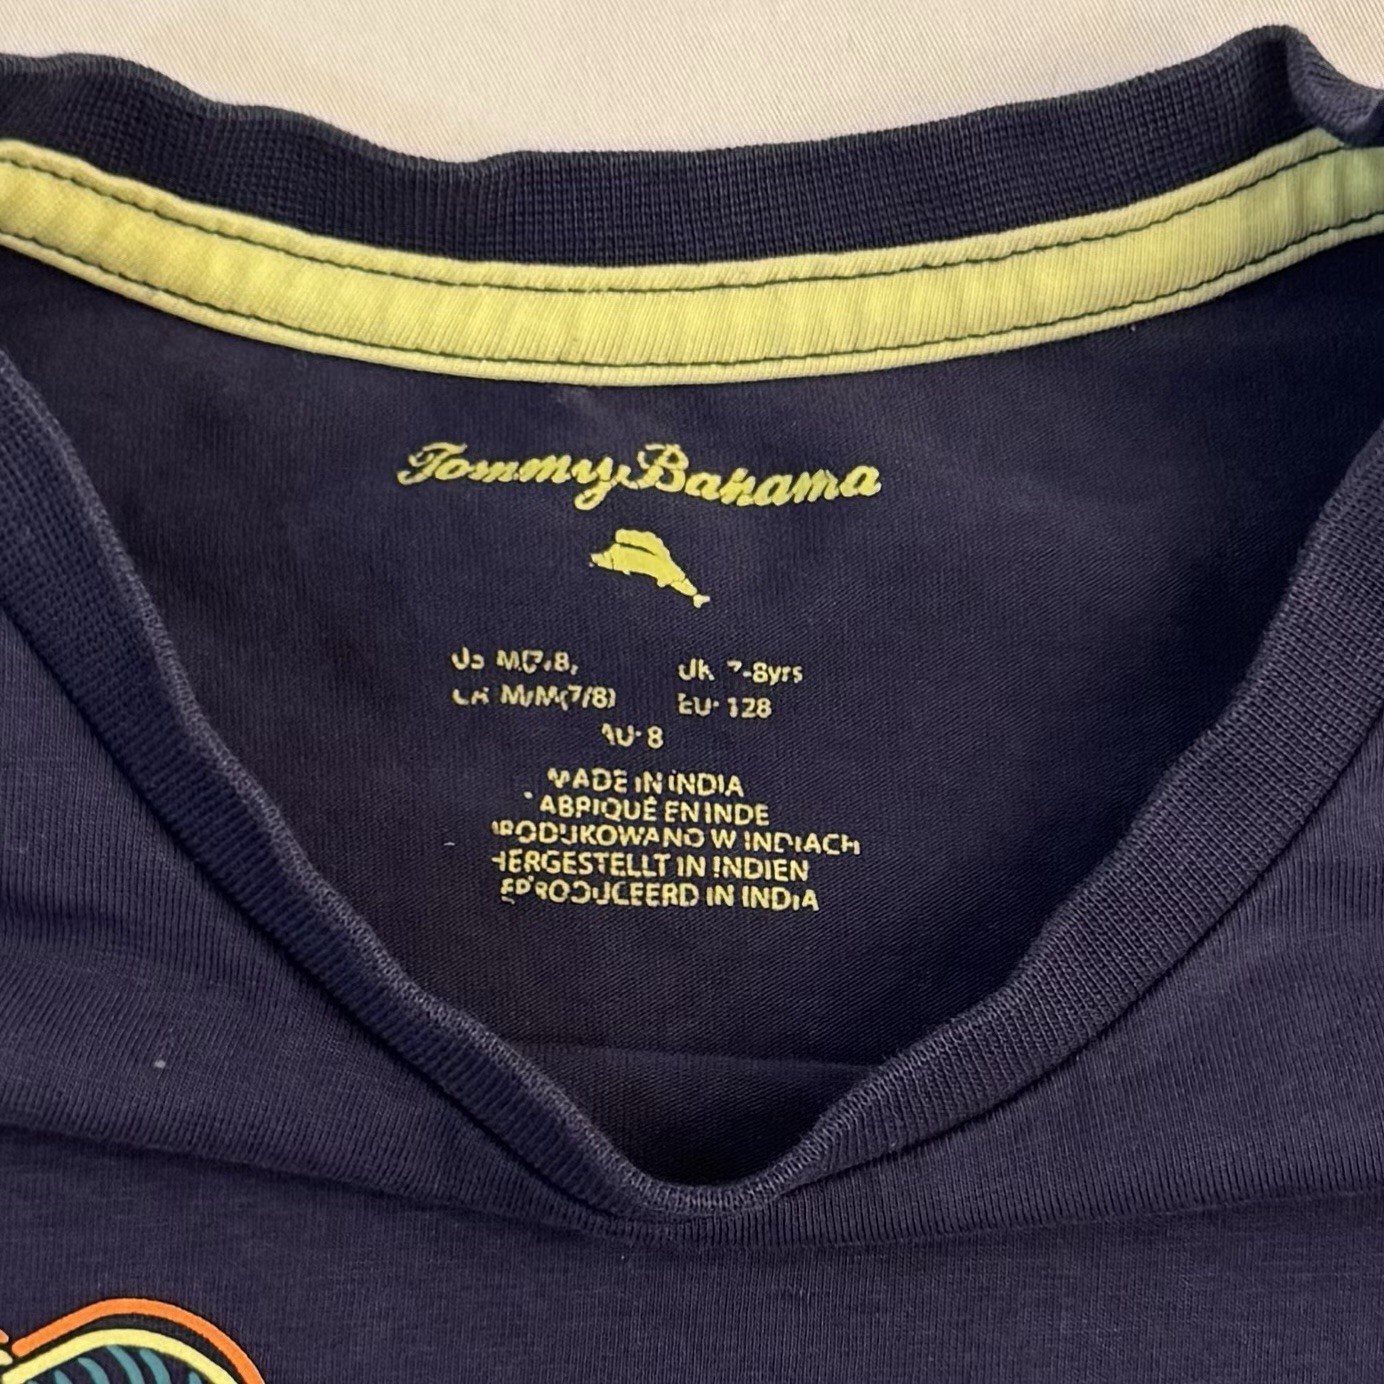 Tommy Bahama
US M(7/8) UK 7-8yrs
CA M/M(7/8) EU 128
AU 8
MADE IN INDIA
FABRIQUÉ EN INDE
PRODUKOWANO W INDIACH
HERGESTELLT IN INDIEN
GEPRODUCEERD IN INDIA